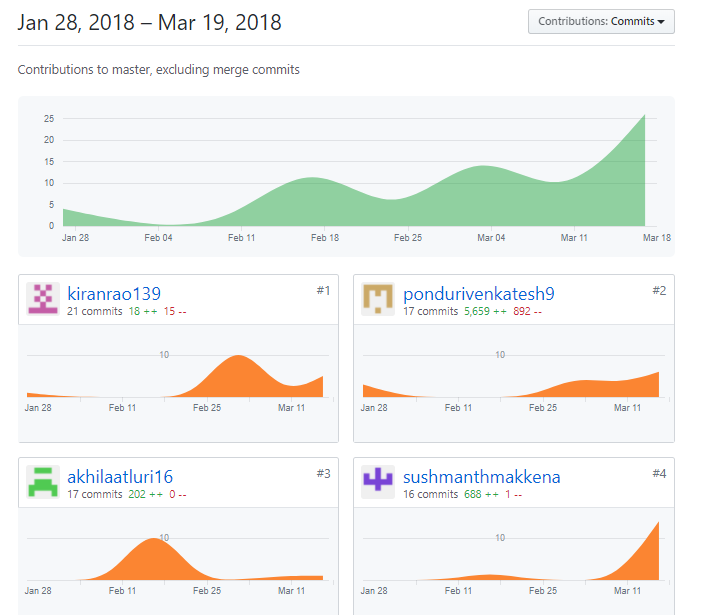 Jan 28, 2018 – Mar 19, 2018
Contributions: Commits
Contributions to master, excluding merge commits
25
20
15
10
5
0
Jan 28 Feb 04 Feb 11 Feb 18 Feb 25 Mar 04 Mar 11 Mar 18
kiranrao139 #1
21 commits 18 ++ 15 --
10
Jan 28 Feb 11 Feb 25 Mar 11
pondurivenkatesh9 #2
17 commits 5,659 ++ 892 --
10
Jan 28 Feb 11 Feb 25 Mar 11
akhilaatluri16 #3
17 commits 202 ++ 0 --
10
Jan 28 Feb 11 Feb 25 Mar 11
sushmanthmakkena #4
16 commits 688 ++ 1 --
10
Jan 28 Feb 11 Feb 25 Mar 11